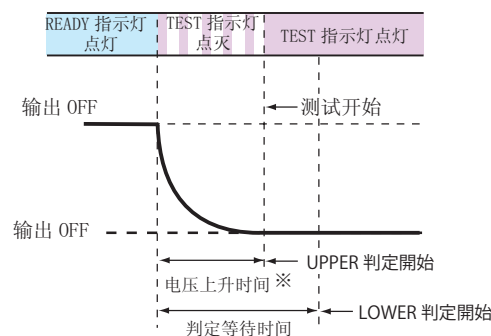 READY 指示灯
点灯
TEST 指示灯
点灭
TEST 指示灯点灯
输出 OFF
测试开始
输出 OFF
UPPER 判定開始
电压上升时间※
LOWER 判定開始
判定等待时间